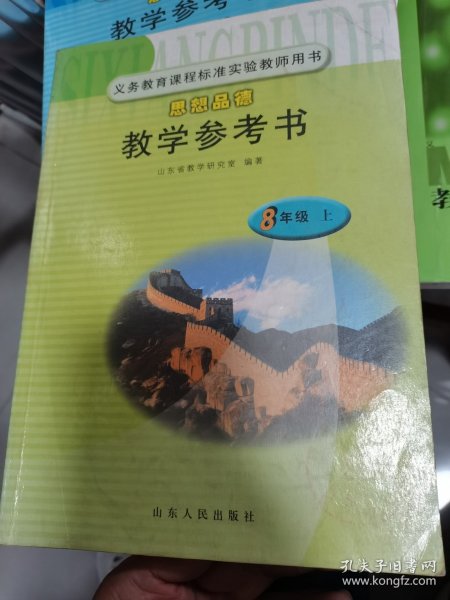 教学参考
XIANGPINDE
义务教育课程标准实验教师用书
思想品德
教学参考书
山东省教学研究室 编著
8年级 上
山东人民出版社
孔夫子旧书网
www.kongfz.com